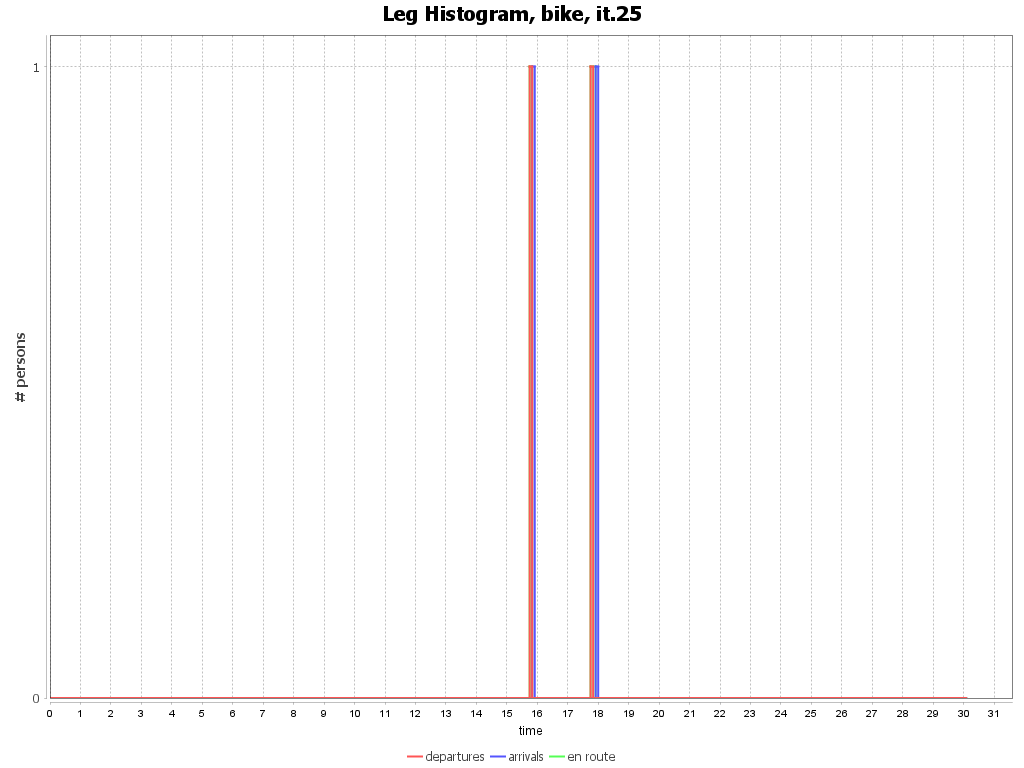 Leg Histogram, bike, it.25
# persons
1
0
0 1 2 3 4 5 6 7 8 9 10 11 12 13 14 15 16 17 18 19 20 21 22 23 24 25 26 27 28 29 30 31
time
departures arrivals en route